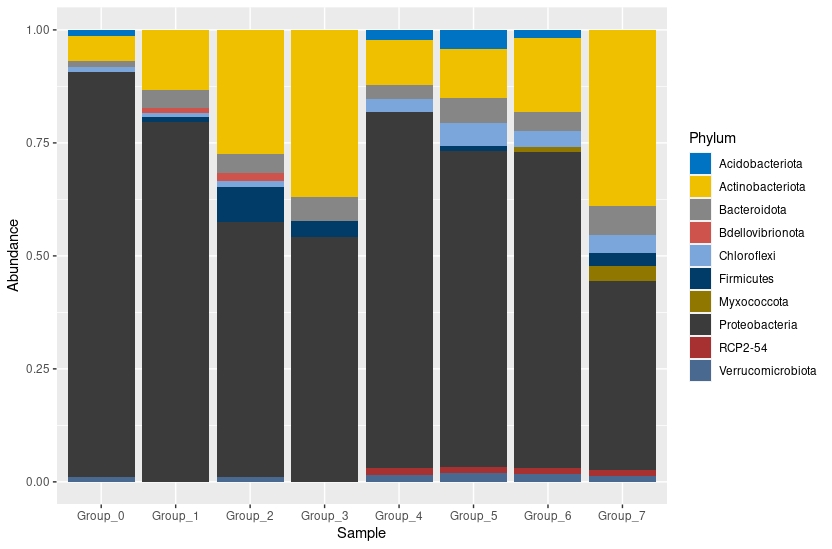 1.00
0.75
0.50
0.25
0.00
Abundance
Group_0 Group_1 Group_2 Group_3 Group_4 Group_5 Group_6 Group_7
Sample
Phylum
Acidobacteriota
Actinobacteriota
Bacteroidota
Bdellovibrionota
Chloroflexi
Firmicutes
Myxococcota
Proteobacteria
RCP2-54
Verrucomicrobiota